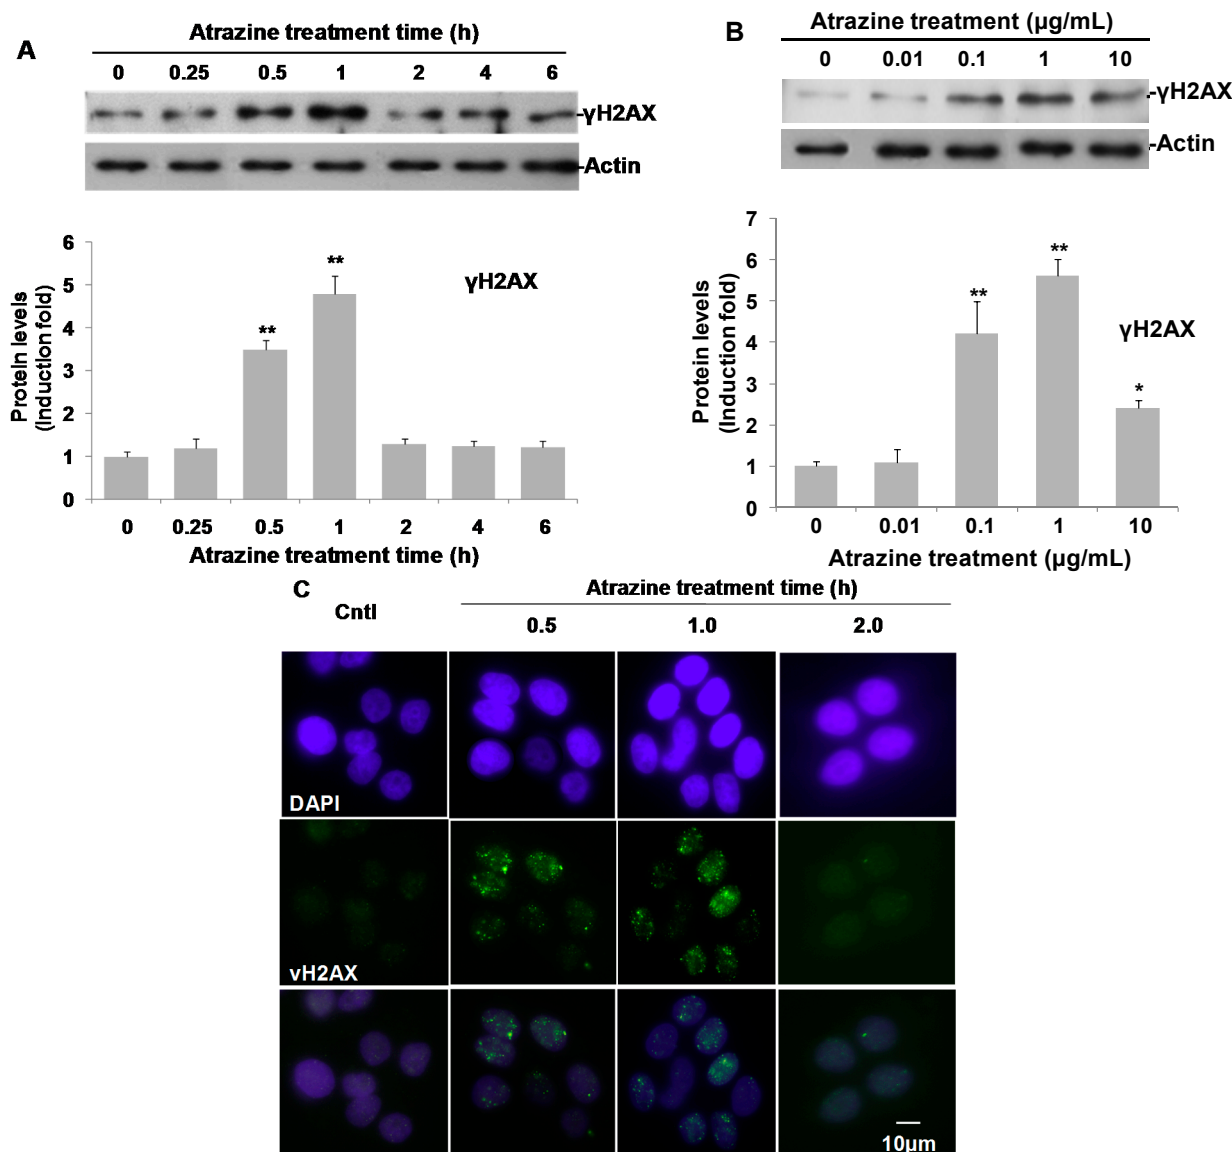 A
Atrazine treatment time (h)
0 0.25 0.5 1 2 4 6
-γH2AX
-Actin
6
5
4
3
2
1
0
Protein levels
(Induction fold)
** **
γH2AX
0 0.25 0.5 1 2 4 6
Atrazine treatment time (h)
B
Atrazine treatment (μg/mL)
0 0.01 0.1 1 10
-γH2AX
-Actin
7
6
5
4
3
2
1
0
Protein levels
(Induction fold)
** ** *
γH2AX
0 0.01 0.1 1 10
Atrazine treatment (μg/mL)
C
Cntl
Atrazine treatment time (h)
0.5 1.0 2.0
DAPI
γH2AX
10μm